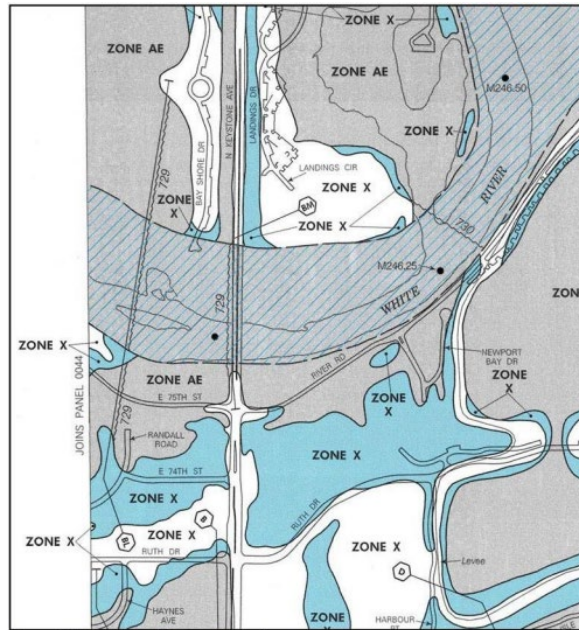 ZONE X
ZONE X
ZONE AE
ZONE AE
M246.50
N KEYSTONE AVE
LANDINGS DR
BAY SHORE DR
729
ZONE X
LANDINGS CIR
ZONE
X
ZONE X
BM
ZONE X
730
RIVER
M246.25
WHITE
729
ZONE X
ZONE X
NEWPORT
BAY DR
RIVER RD
JOINS PANEL 0044
ZONE AE
E 75TH ST
ZONE
X
ZONE
X
729
RANDALL
ROAD
ZONE X
E 74TH ST
ZONE X
RUTH DR
ZONE X
ZONE X
ZONE X
RUTH DR
D
Levee
HAYNES
AVE
ZONE X
HARBOUR